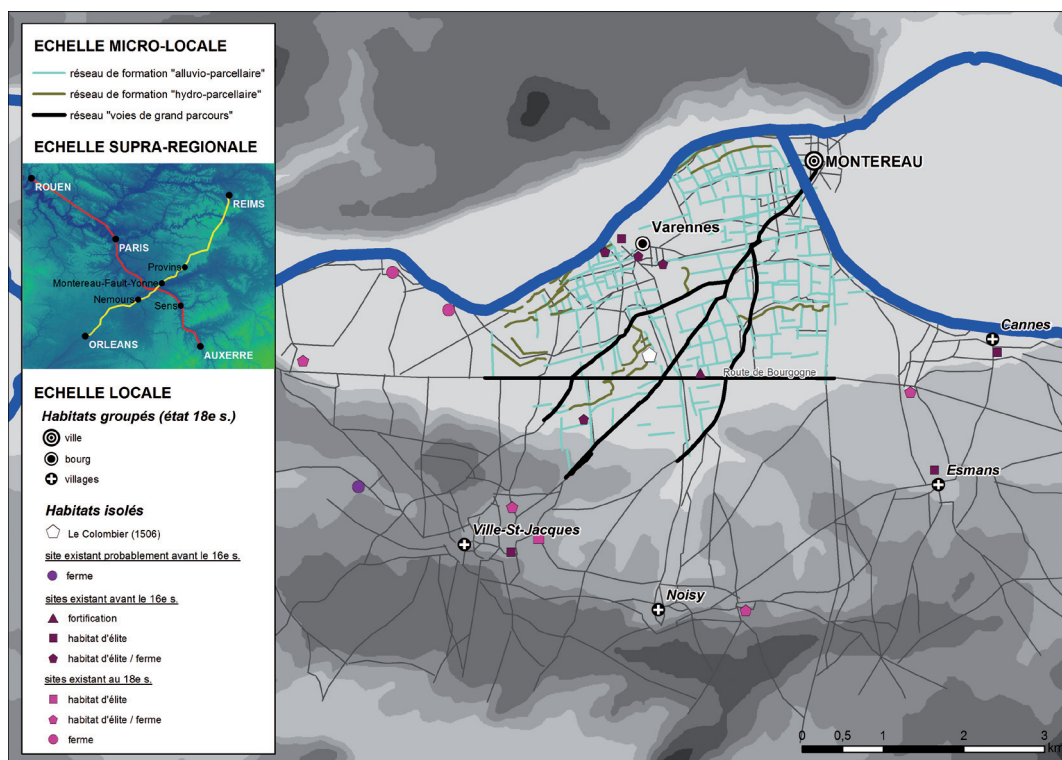 ECHELLE MICRO-LOCALE
réseau de formation "alluvio-parcellaire"
réseau de formation "hydro-parcellaire"
réseau "voies de grand parcours"
ECHELLE SUPRA-REGIONALE
ROUEN
REIMS
PARIS
Provins
Montereau-Fault-Yonne
Nemours
Sens
ORLEANS
AUXERRE
ECHELLE LOCALE
Habitats groupés (état 18e s.)
ville
bourg
villages
Habitats isolés
Le Colombier (1506)
site existant probablement avant le 16e s.
ferme
sites existant avant le 16e s.
fortification
habitat d'élite
habitat d'élite / ferme
sites existant au 18e s.
habitat d'élite
habitat d'élite / ferme
ferme
MONTEREAU
Varennes
Cannes
Route de Bourgogne
Esmans
Ville-St-Jacques
Noisy
0 0,5 1 2 3
km